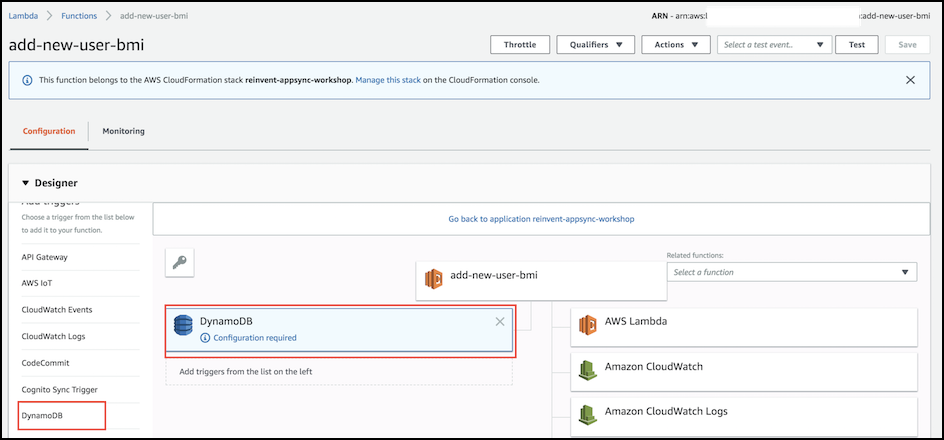 Lambda Functions add-new-user-bmi
ARN - arn:aws:l :add-new-user-bmi
add-new-user-bmi
Throttle Qualifiers Actions Select a test event.. Test Save
This function belongs to the AWS CloudFormation stack reinvent-appsync-workshop. Manage this stack on the CloudFormation console.
Configuration Monitoring
Designer
Add triggers
Choose a trigger from the list below
to add it to your function.
API Gateway
AWS IoT
CloudWatch Events
CloudWatch Logs
CodeCommit
Cognito Sync Trigger
DynamoDB
Go back to application reinvent-appsync-workshop
add-new-user-bmi
Related functions:
Select a function
DynamoDB
Configuration required
Add triggers from the list on the left
AWS Lambda
Amazon CloudWatch
Amazon CloudWatch Logs